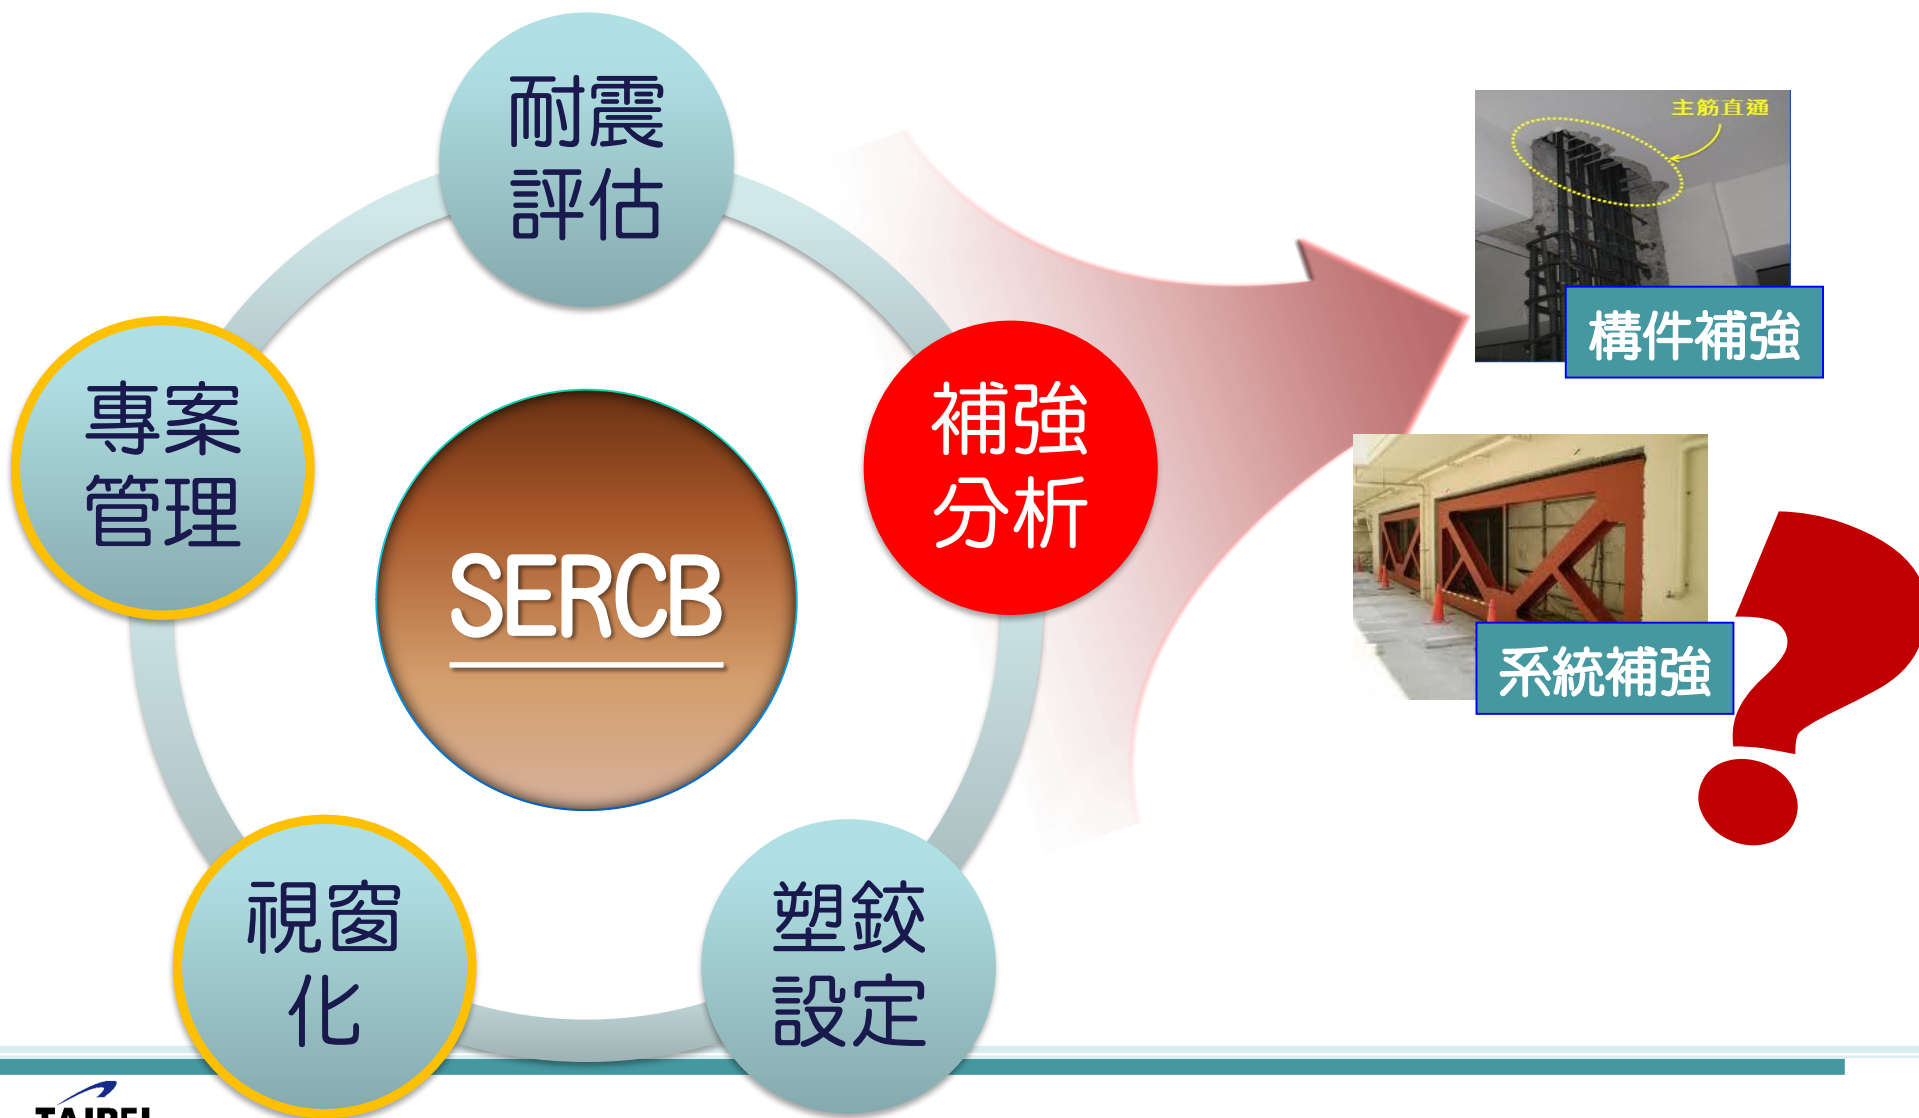 耐震
評估
主筋直通
構件補強
專案
管理
補強
分析
SERCB
系統補強
視窗
化
塑鉸
設定
TAIPEI